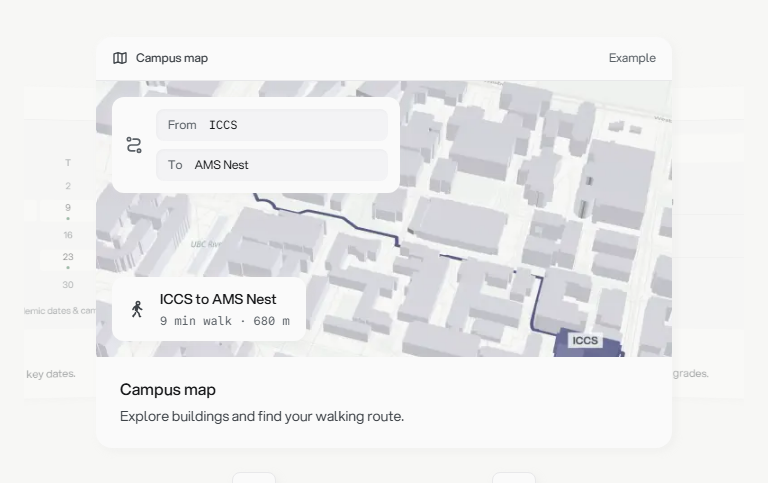 Campus map
Example
From ICCS
To AMS Nest
T
2
9
16
23
30
ICCS to AMS Nest
9 min walk · 680 m
ICCS
key dates.
grades.
Campus map
Explore buildings and find your walking route.